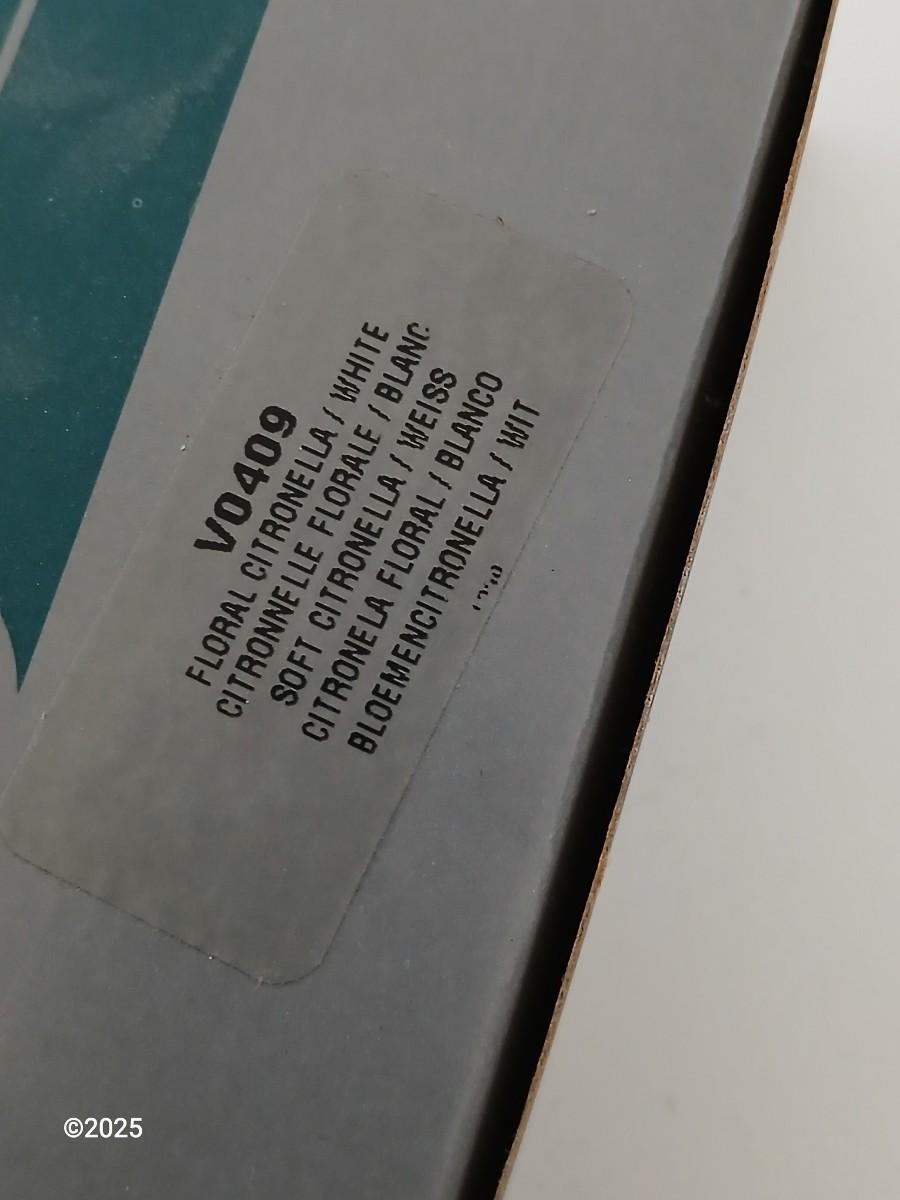 V0409
FLORAL CITRONELLA / WHITE
CITRONNELLE FLORALE / BLANC
SOFT CITRONELLA / WEISS
CITRONELA FLORAL / BLANCO
BLOEMENCITRONELLA / WIT
©2025